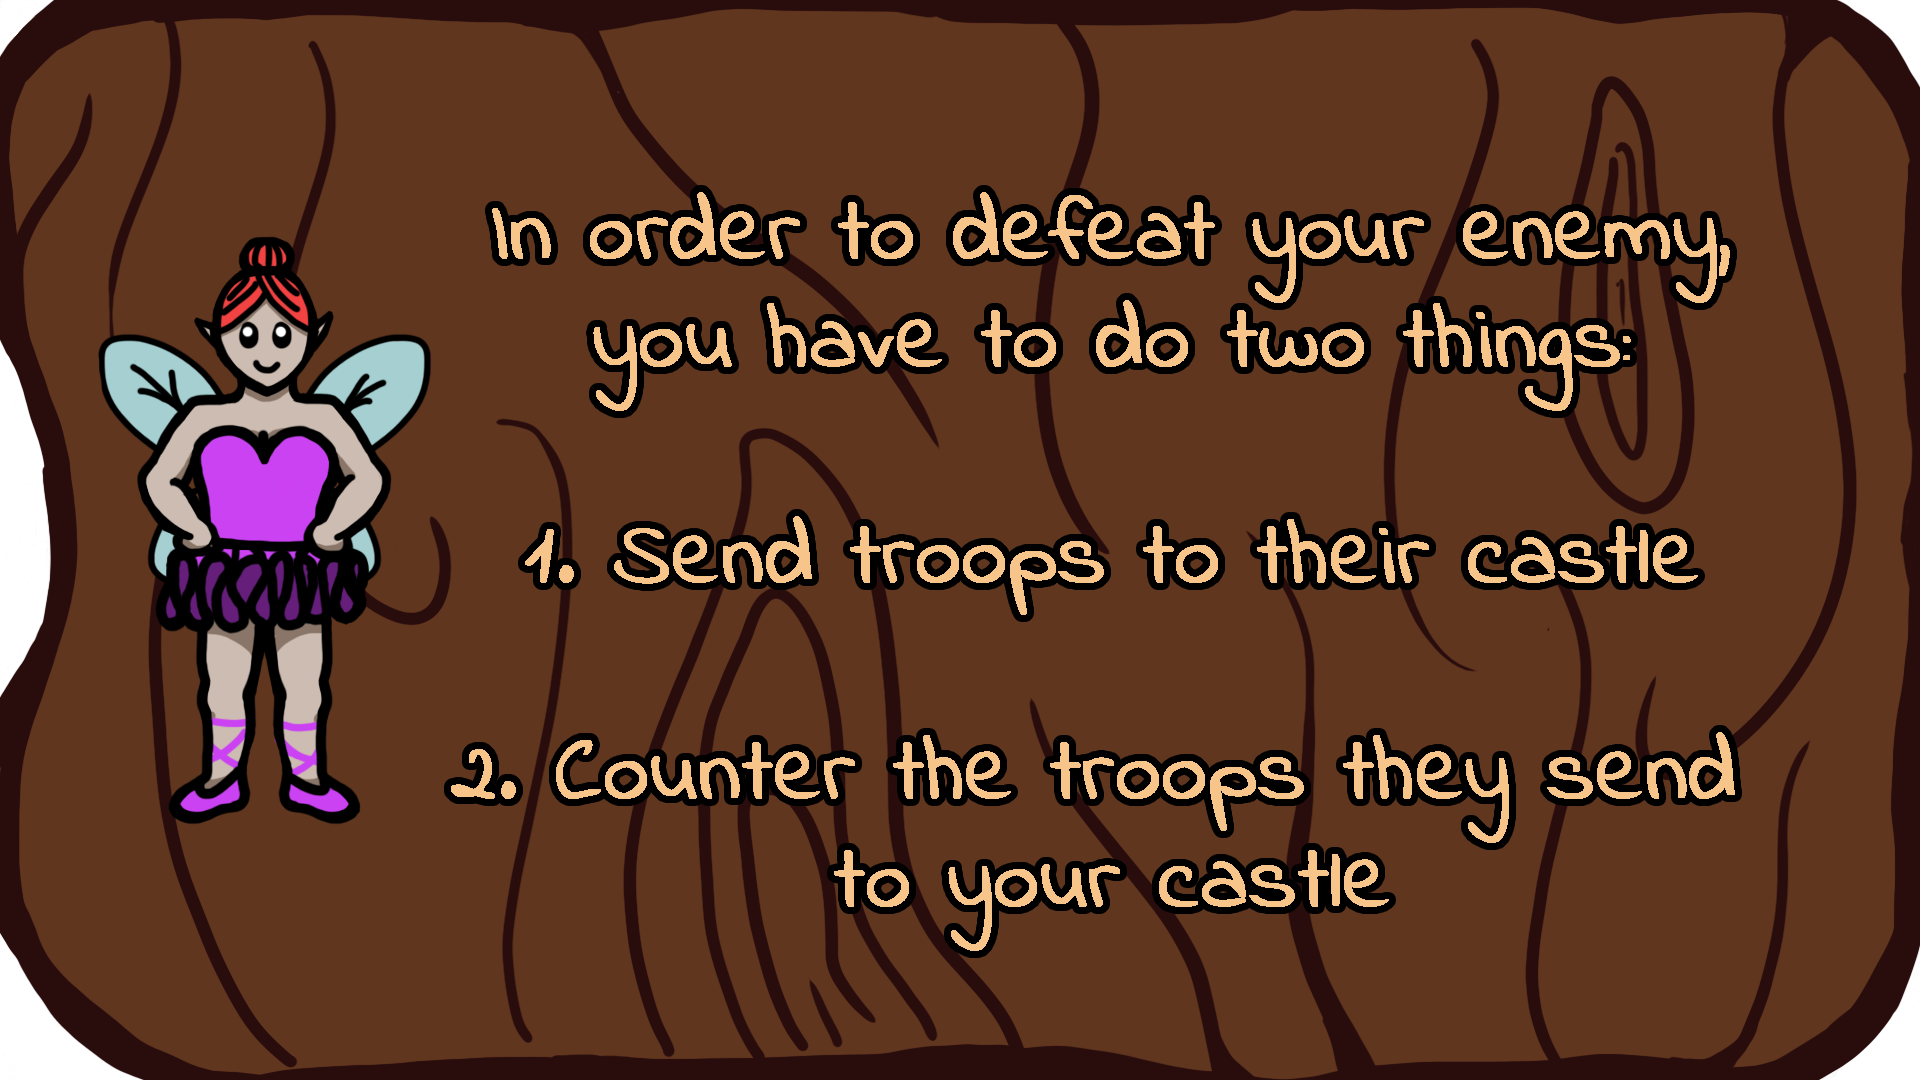 In order to defeat your enemy,
you have to do two things:
1. Send troops to their castle
2. Counter the troops they send
to your castle